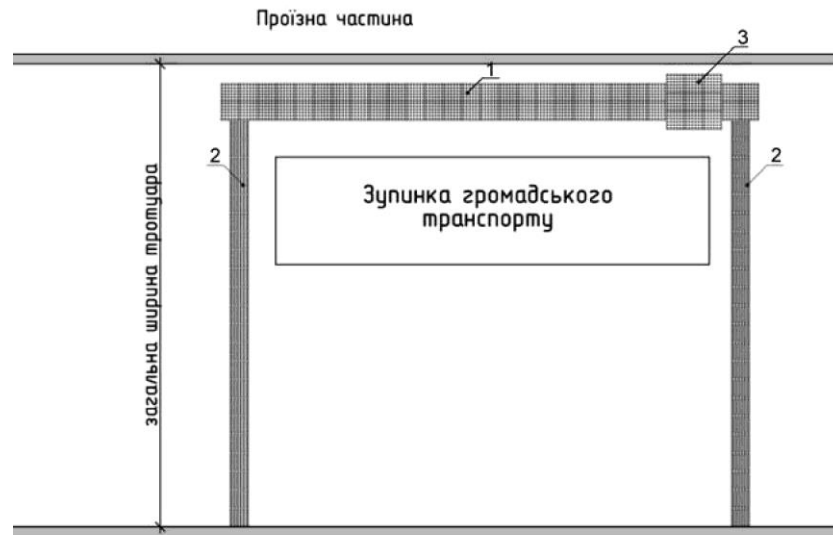 Проїзна частина
3
1
2
2
Зупинка громадського
транспорту
загальна ширина тротуара